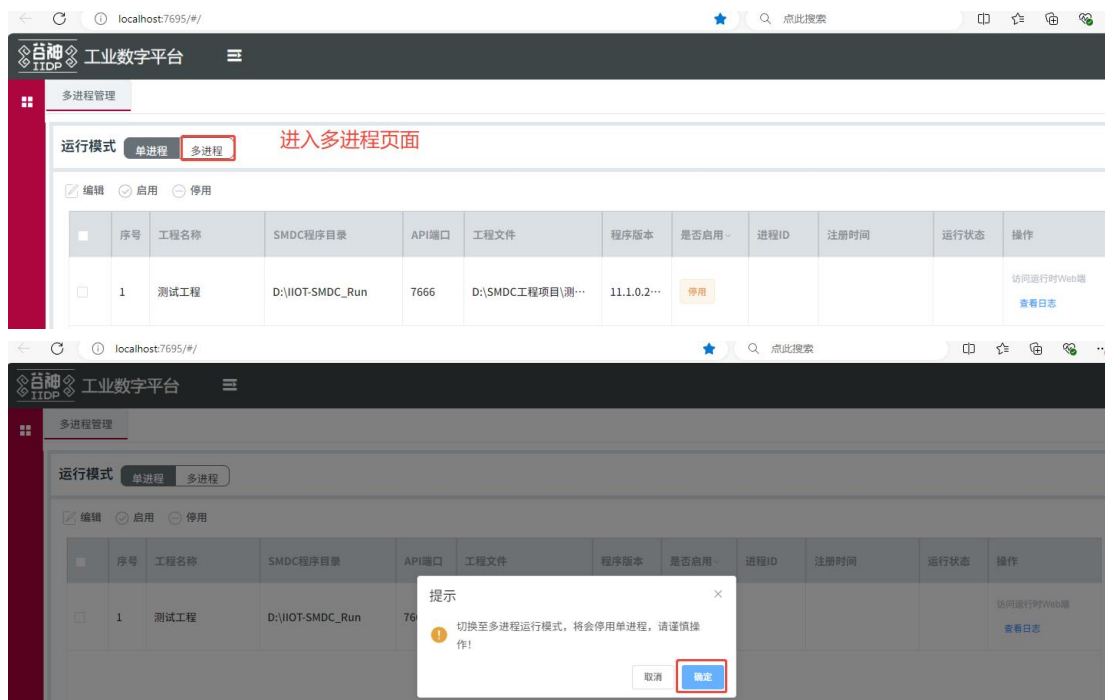 localhost:7695/#/
点此搜索
谷神
IIDP
工业数字平台
多进程管理
运行模式 单进程 多进程
进入多进程页面
编辑 启用 停用
序号 工程名称 SMDC程序目录 API端口 工程文件 程序版本 是否启用 进程ID 注册时间 运行状态 操作
1 测试工程 D:\IIOT-SMDC_Run 7666 D:\SMDC工程项目\测… 11.1.0.2… 停用
访问运行时Web端
查看日志
localhost:7695/#/
点此搜索
谷神
IIDP
工业数字平台
多进程管理
运行模式 单进程 多进程
编辑 启用 停用
序号 工程名称 SMDC程序目录 API端口 工程文件 程序版本 是否启用 进程ID 注册时间 运行状态 操作
1 测试工程 D:\IIOT-SMDC_Run 76
访问运行时Web端
查看日志
提示
切换至多进程运行模式，将会停用单进程，请谨慎操
作！
取消 确定